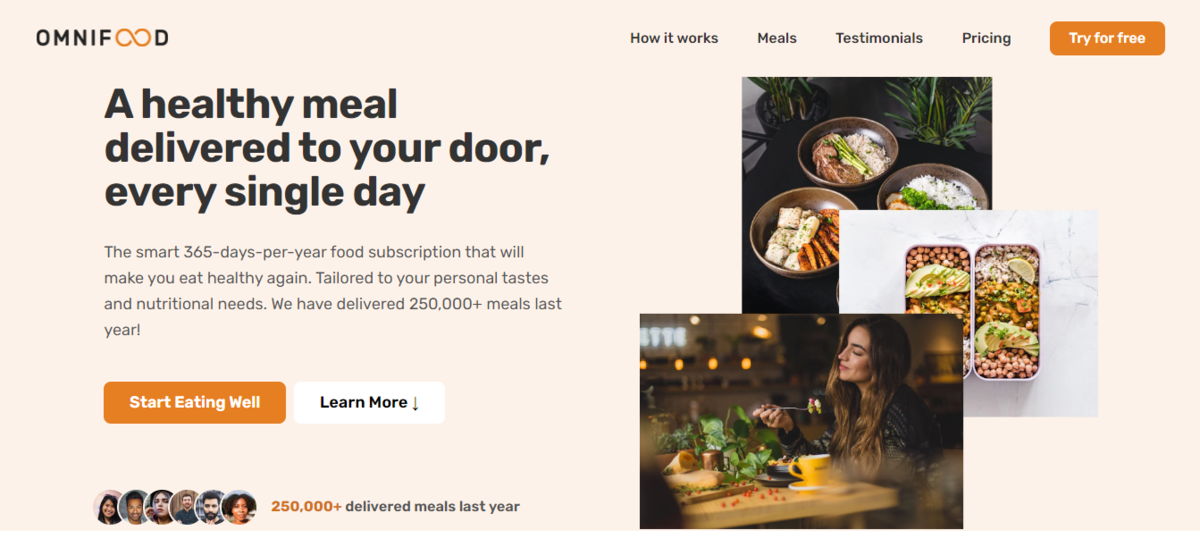 OMNIFOOD
How it works Meals Testimonials Pricing Try for free
A healthy meal
delivered to your door,
every single day
The smart 365-days-per-year food subscription that will
make you eat healthy again. Tailored to your personal tastes
and nutritional needs. We have delivered 250,000+ meals last
year!
Start Eating Well Learn More ↓
250,000+ delivered meals last year